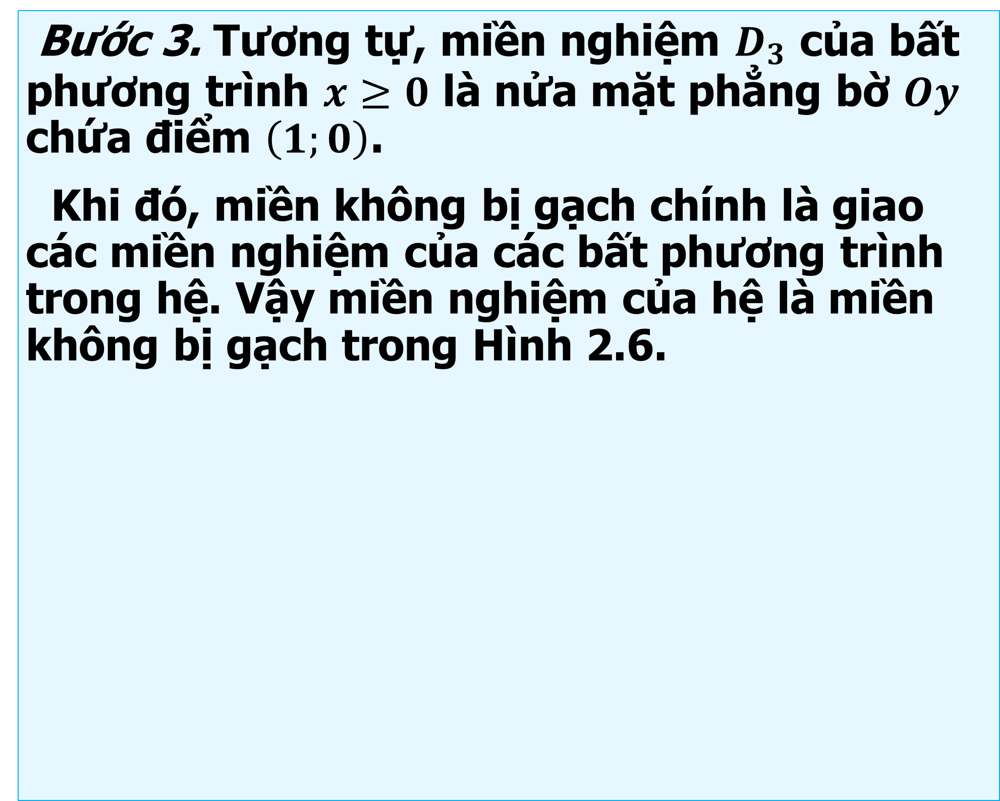 Bước 3. Tương tự, miền nghiệm D₃ của bất
phương trình x ≥ 0 là nửa mặt phẳng bờ Oy
chứa điểm (1; 0).
Khi đó, miền không bị gạch chính là giao
các miền nghiệm của các bất phương trình
trong hệ. Vậy miền nghiệm của hệ là miền
không bị gạch trong Hình 2.6.